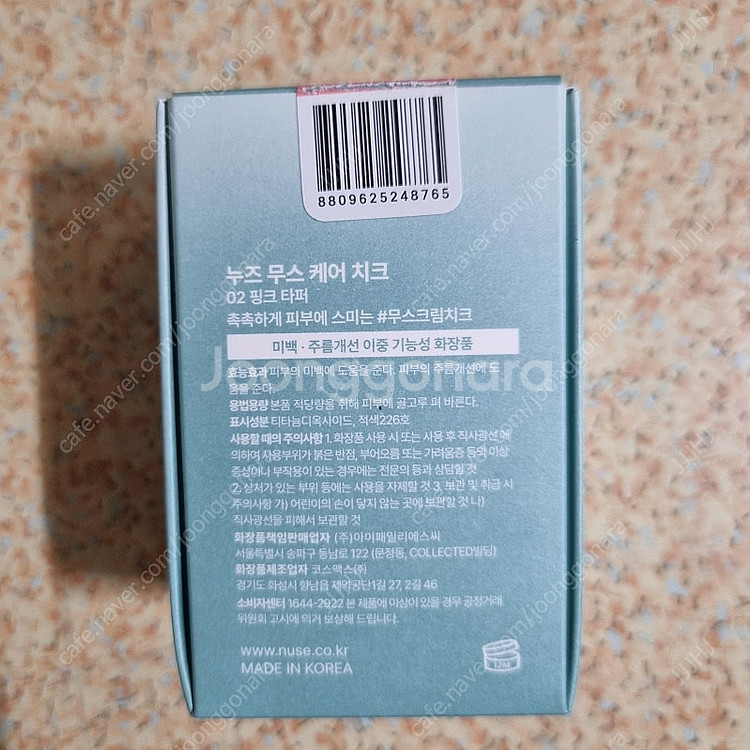 8809625248765
누즈 무스 케어 치크
02 핑크 타퍼
촉촉하게 피부에 스미는 #무스크림치크
미백 · 주름개선 이중 기능성 화장품
효능효과 피부의 미백에 도움을 준다. 피부의 주름개선에 도
움을 준다.
용법용량 본품 적당량을 취해 피부에 골고루 펴 바른다.
표시성분 티타늄디옥사이드, 적색226호
사용할 때의 주의사항 1. 화장품 사용 시 또는 사용 후 직사광선에
의하여 사용부위가 붉은 반점, 부어오름 또는 가려움증 등의 이상
증상이나 부작용이 있는 경우에는 전문의 등과 상담할 것
2. 상처가 있는 부위 등에는 사용을 자제할 것 3. 보관 및 취급 시
주의사항 가) 어린이의 손이 닿지 않는 곳에 보관할 것 나)
직사광선을 피해서 보관할 것
화장품책임판매업자 (주)아이패밀리에스씨
서울특별시 송파구 동남로 122 (문정동, COLLECTED빌딩)
화장품제조업자 코스맥스(주)
경기도 화성시 향남읍 제약공단1길 27, 2길 46
소비자센터 1644-2922 본 제품에 이상이 있을 경우 공정거래
위원회 고시에 의거 보상해 드립니다.
www.nuse.co.kr
MADE IN KOREA
12M
Joonggonara
cafe.naver.com/joonggonara
JJJHJ